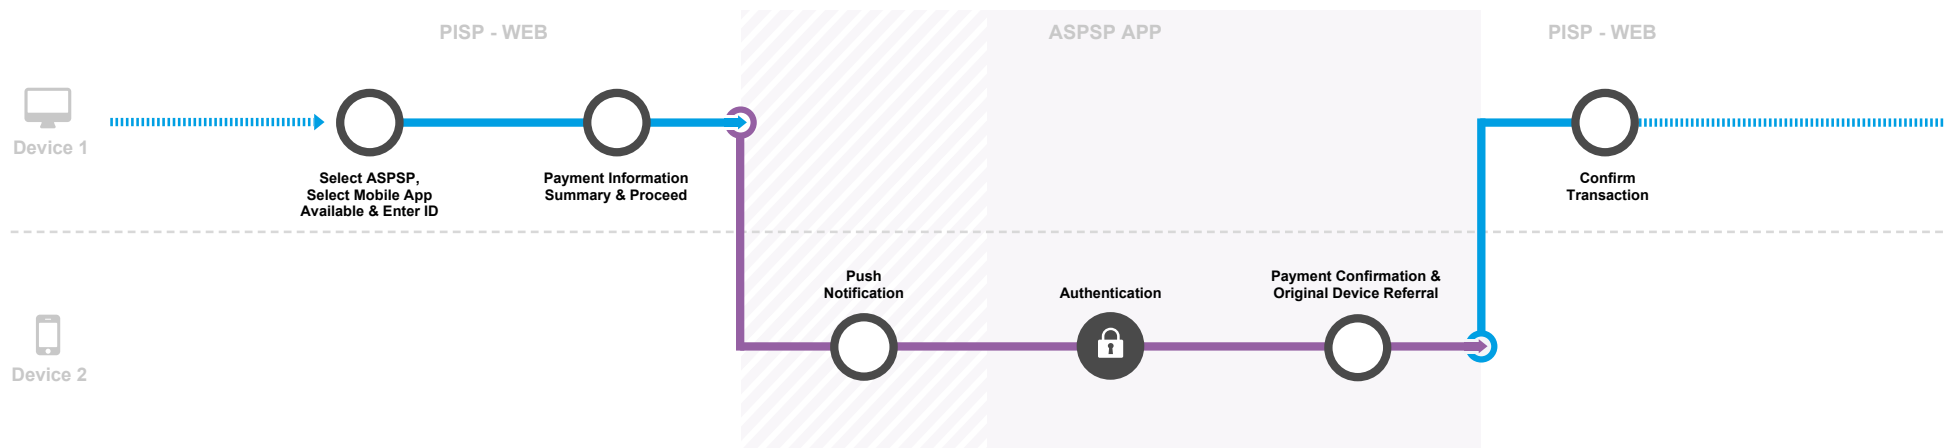 PISP - WEB
ASPSP APP
PISP - WEB
Device 1
Select ASPSP,
Select Mobile App
Available & Enter ID
Payment Information
Summary & Proceed
Confirm
Transaction
Push
Notification
Authentication
Payment Confirmation &
Original Device Referral
Device 2